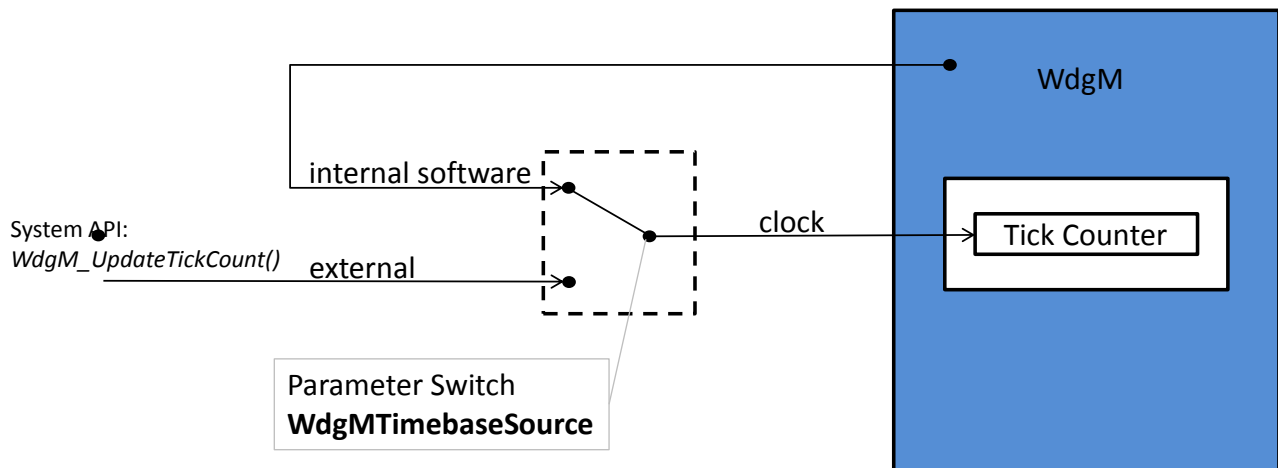 WdgM
internal software
System API:
WdgM_UpdateTickCount()
external
clock
Tick Counter
Parameter Switch
WdgMTimebaseSource